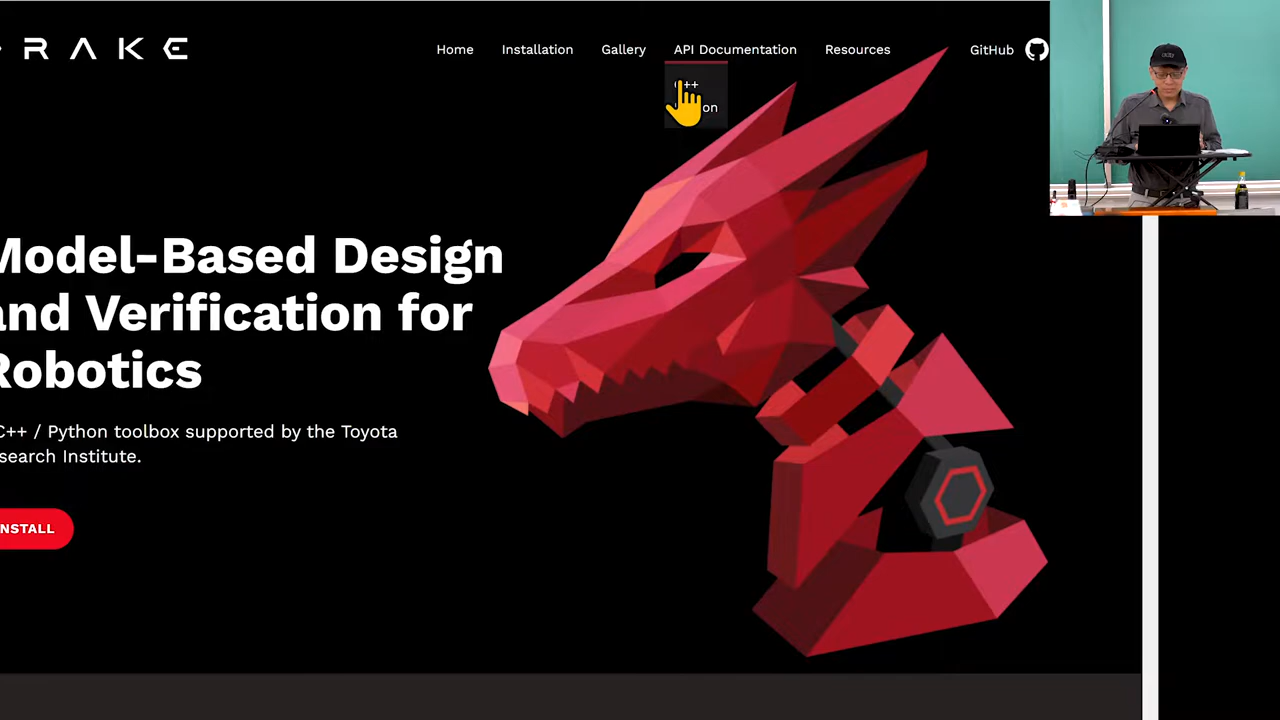 RAKE
Home Installation Gallery API Documentation Resources GitHub
++
on
Model-Based Design
and Verification for
Robotics
C++ / Python toolbox supported by the Toyota
search Institute.
NSTALL